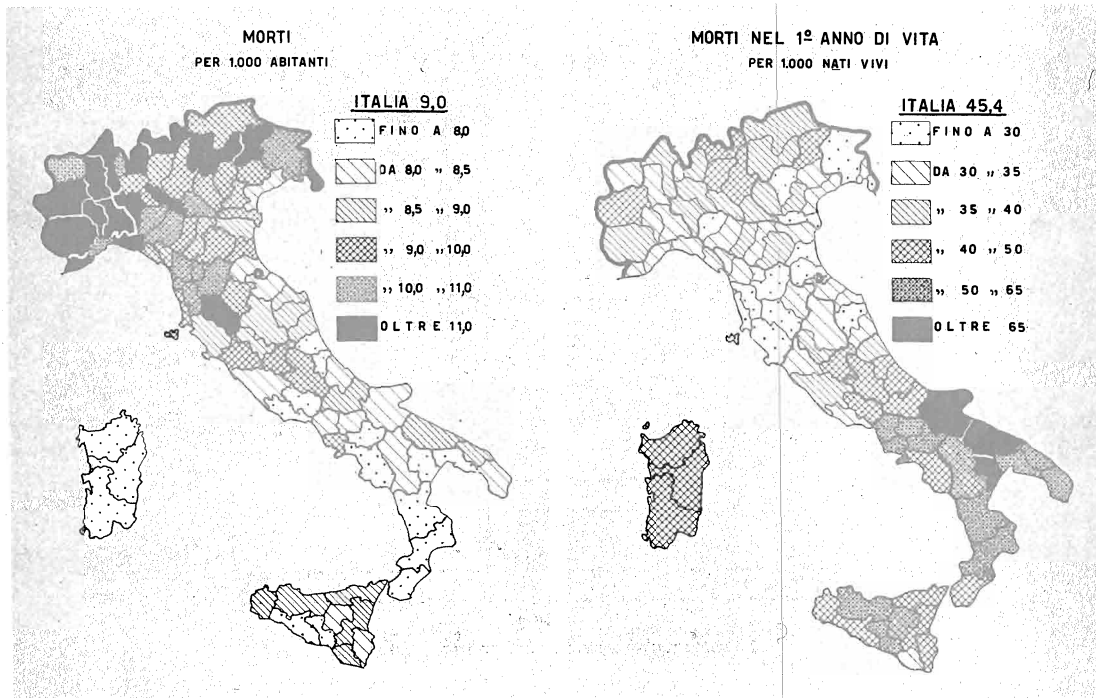 MORTI
PER 1.000 ABITANTI
ITALIA 9,0
FINO A 8,0
DA 8,0 „ 8,5
„ 8,5 „ 9,0
„ 9,0 „10,0
„10,0 „11,0
OLTRE 11,0
MORTI NEL 1º ANNO DI VITA
PER 1.000 NATI VIVI
ITALIA 45,4
FINO A 30
DA 30 „ 35
„ 35 „ 40
„ 40 „ 50
„ 50 „ 65
OLTRE 65